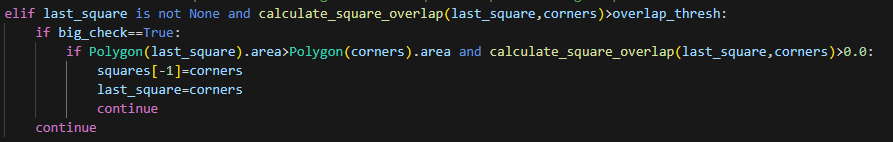 elif last_square is not None and calculate_square_overlap(last_square,corners)>overlap_thresh:
if big_check==True:
if Polygon(last_square).area>Polygon(corners).area and calculate_square_overlap(last_square,corners)>0.0:
squares[-1]=corners
last_square=corners
continue
continue